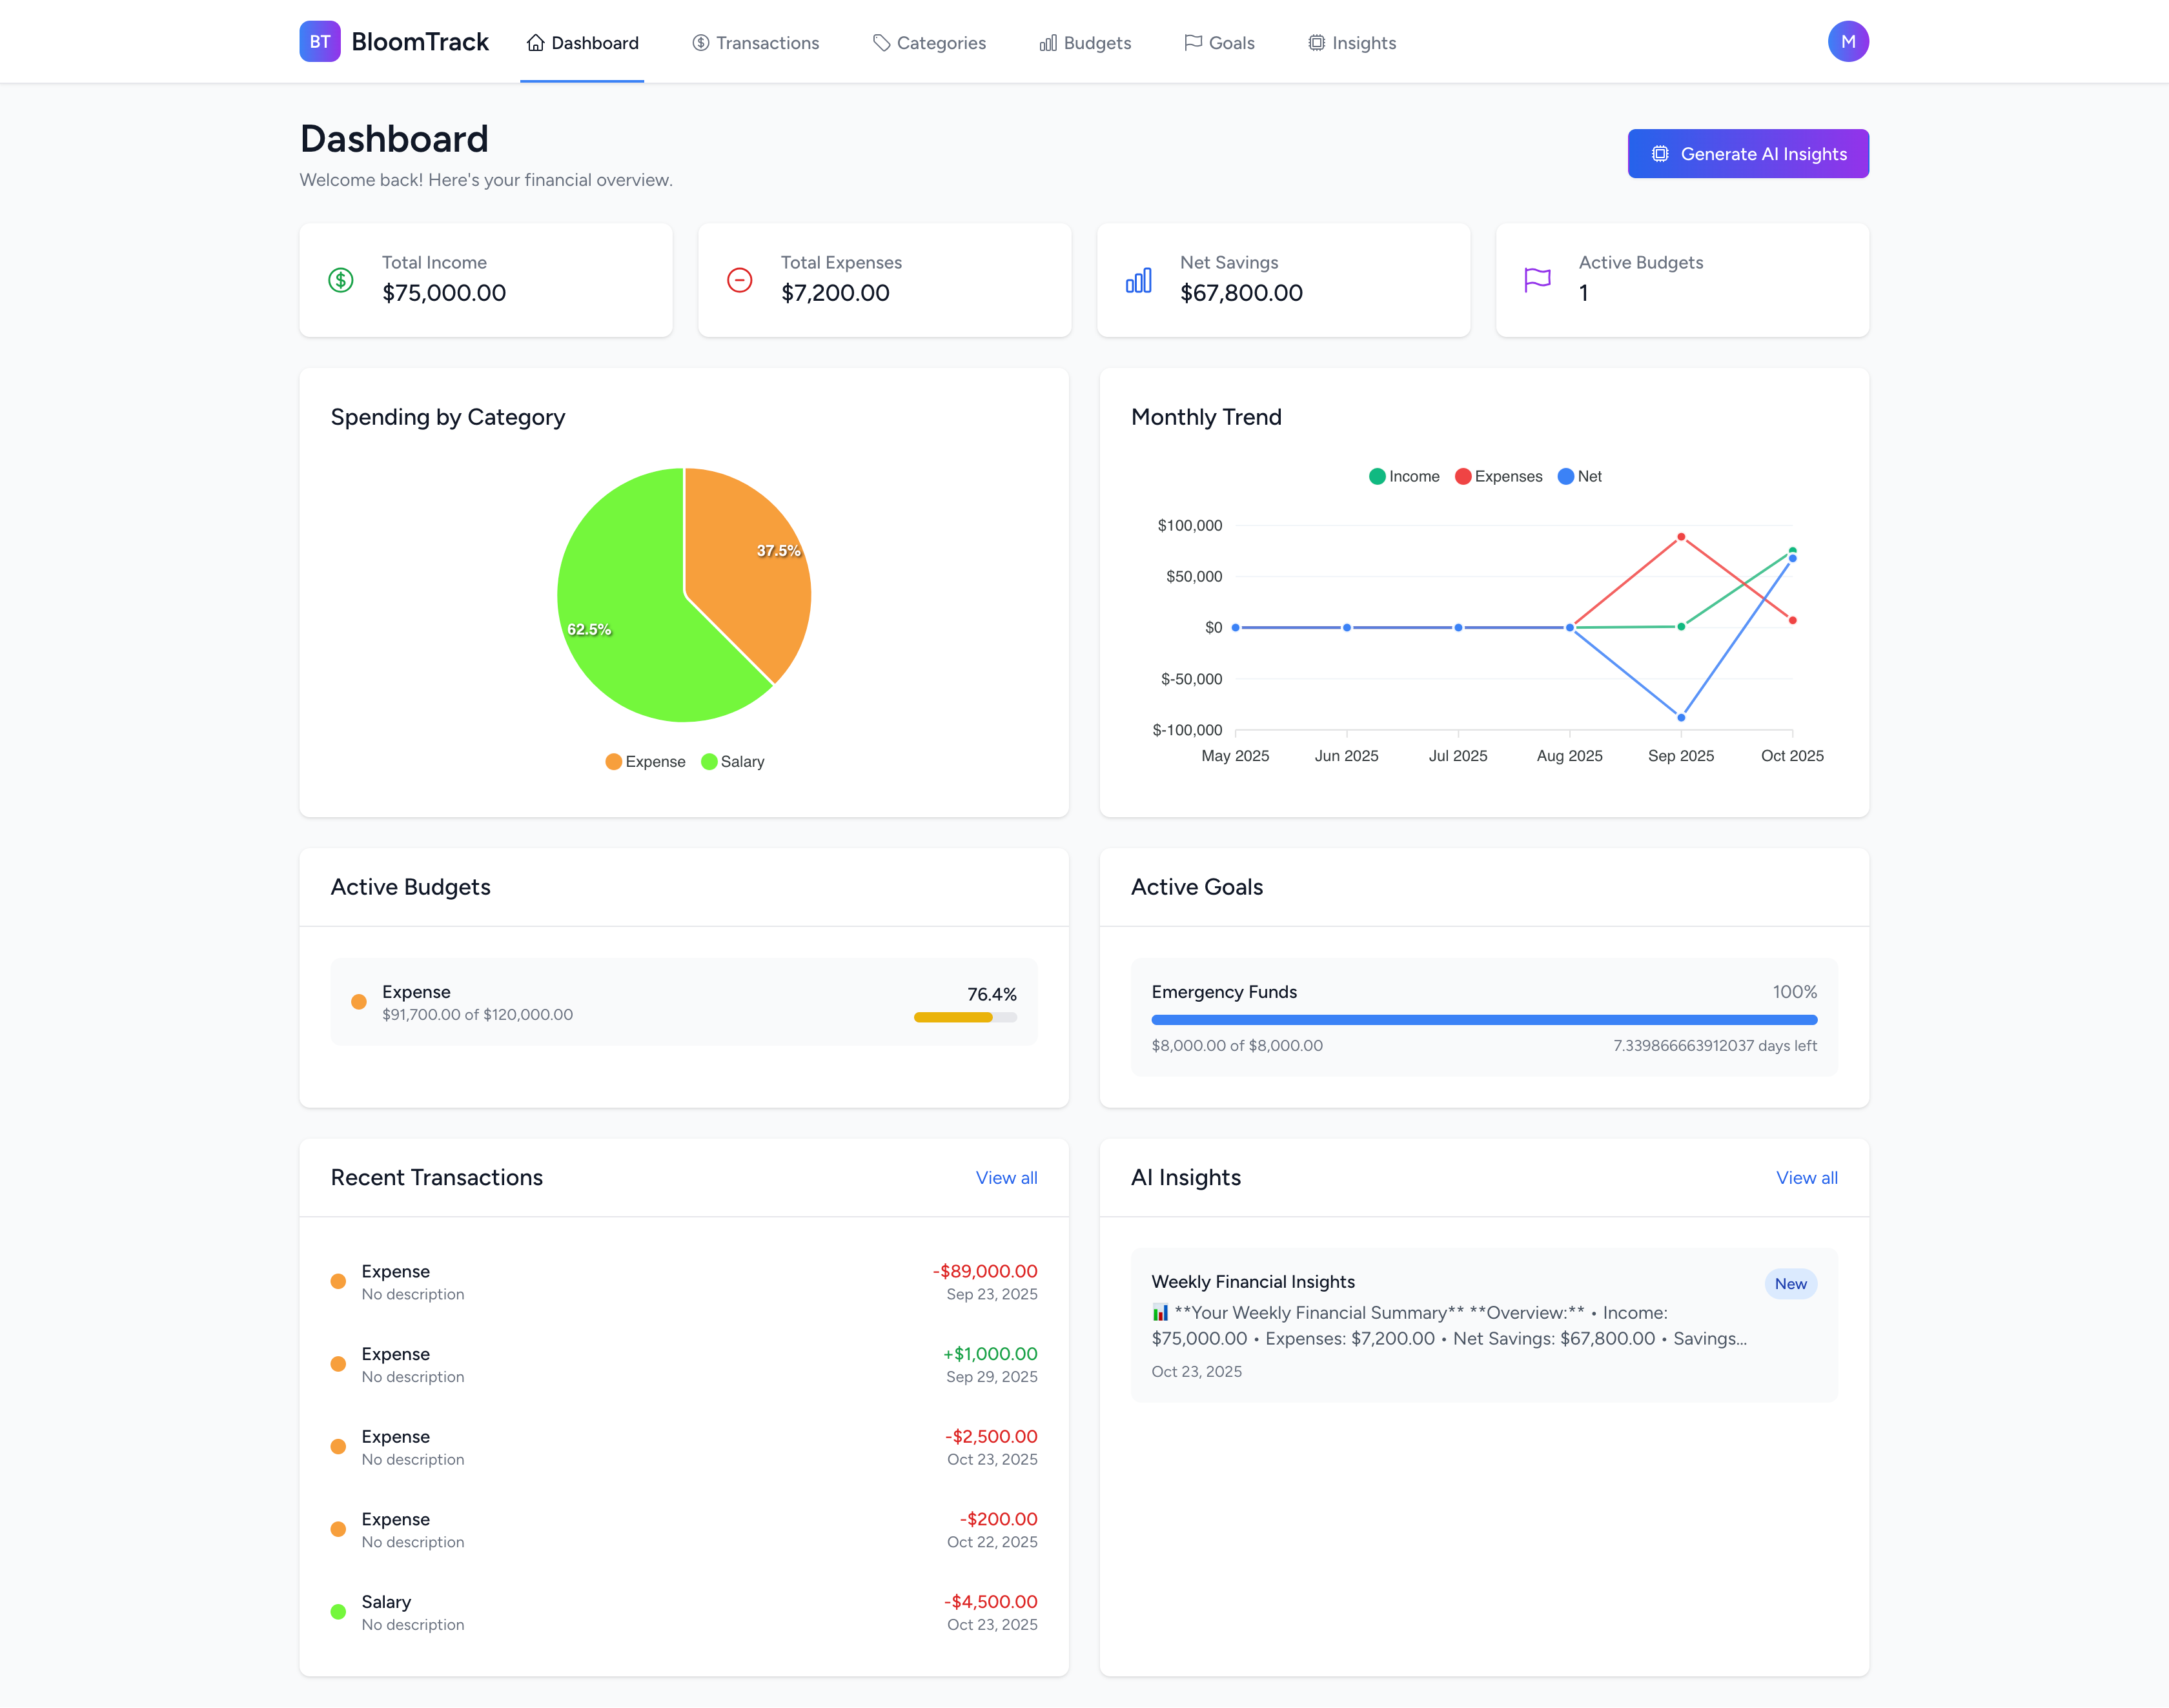 BT BloomTrack Dashboard Transactions Categories Budgets Goals Insights M
Dashboard
Welcome back! Here's your financial overview.
Generate AI Insights
Total Income
$75,000.00
Total Expenses
$7,200.00
Net Savings
$67,800.00
Active Budgets
1
Spending by Category
37.5%
62.5%
Expense Salary
Monthly Trend
Income Expenses Net
$100,000
$50,000
$0
$-50,000
$-100,000
May 2025 Jun 2025 Jul 2025 Aug 2025 Sep 2025 Oct 2025
Active Budgets
Expense
$91,700.00 of $120,000.00
76.4%
Active Goals
Emergency Funds 100%
$8,000.00 of $8,000.00 7.339866663912037 days left
Recent Transactions View all
Expense -$89,000.00
No description Sep 23, 2025
Expense +$1,000.00
No description Sep 29, 2025
Expense -$2,500.00
No description Oct 23, 2025
Expense -$200.00
No description Oct 22, 2025
Salary -$4,500.00
No description Oct 23, 2025
AI Insights View all
Weekly Financial Insights New
📊 **Your Weekly Financial Summary** **Overview:** • Income:
$75,000.00 • Expenses: $7,200.00 • Net Savings: $67,800.00 • Savings...
Oct 23, 2025